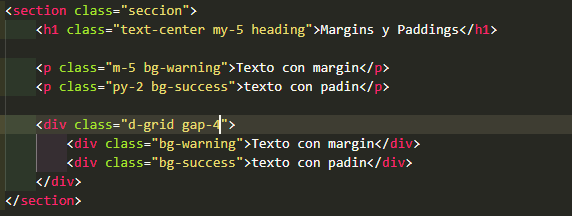 <section class="seccion">
<h1 class="text-center my-5 heading">Margins y Paddings</h1>
<p class="m-5 bg-warning">Texto con margin</p>
<p class="py-2 bg-success">texto con padin</p>
<div class="d-grid gap-4">
<div class="bg-warning">Texto con margin</div>
<div class="bg-success">texto con padin</div>
</div>
</section>